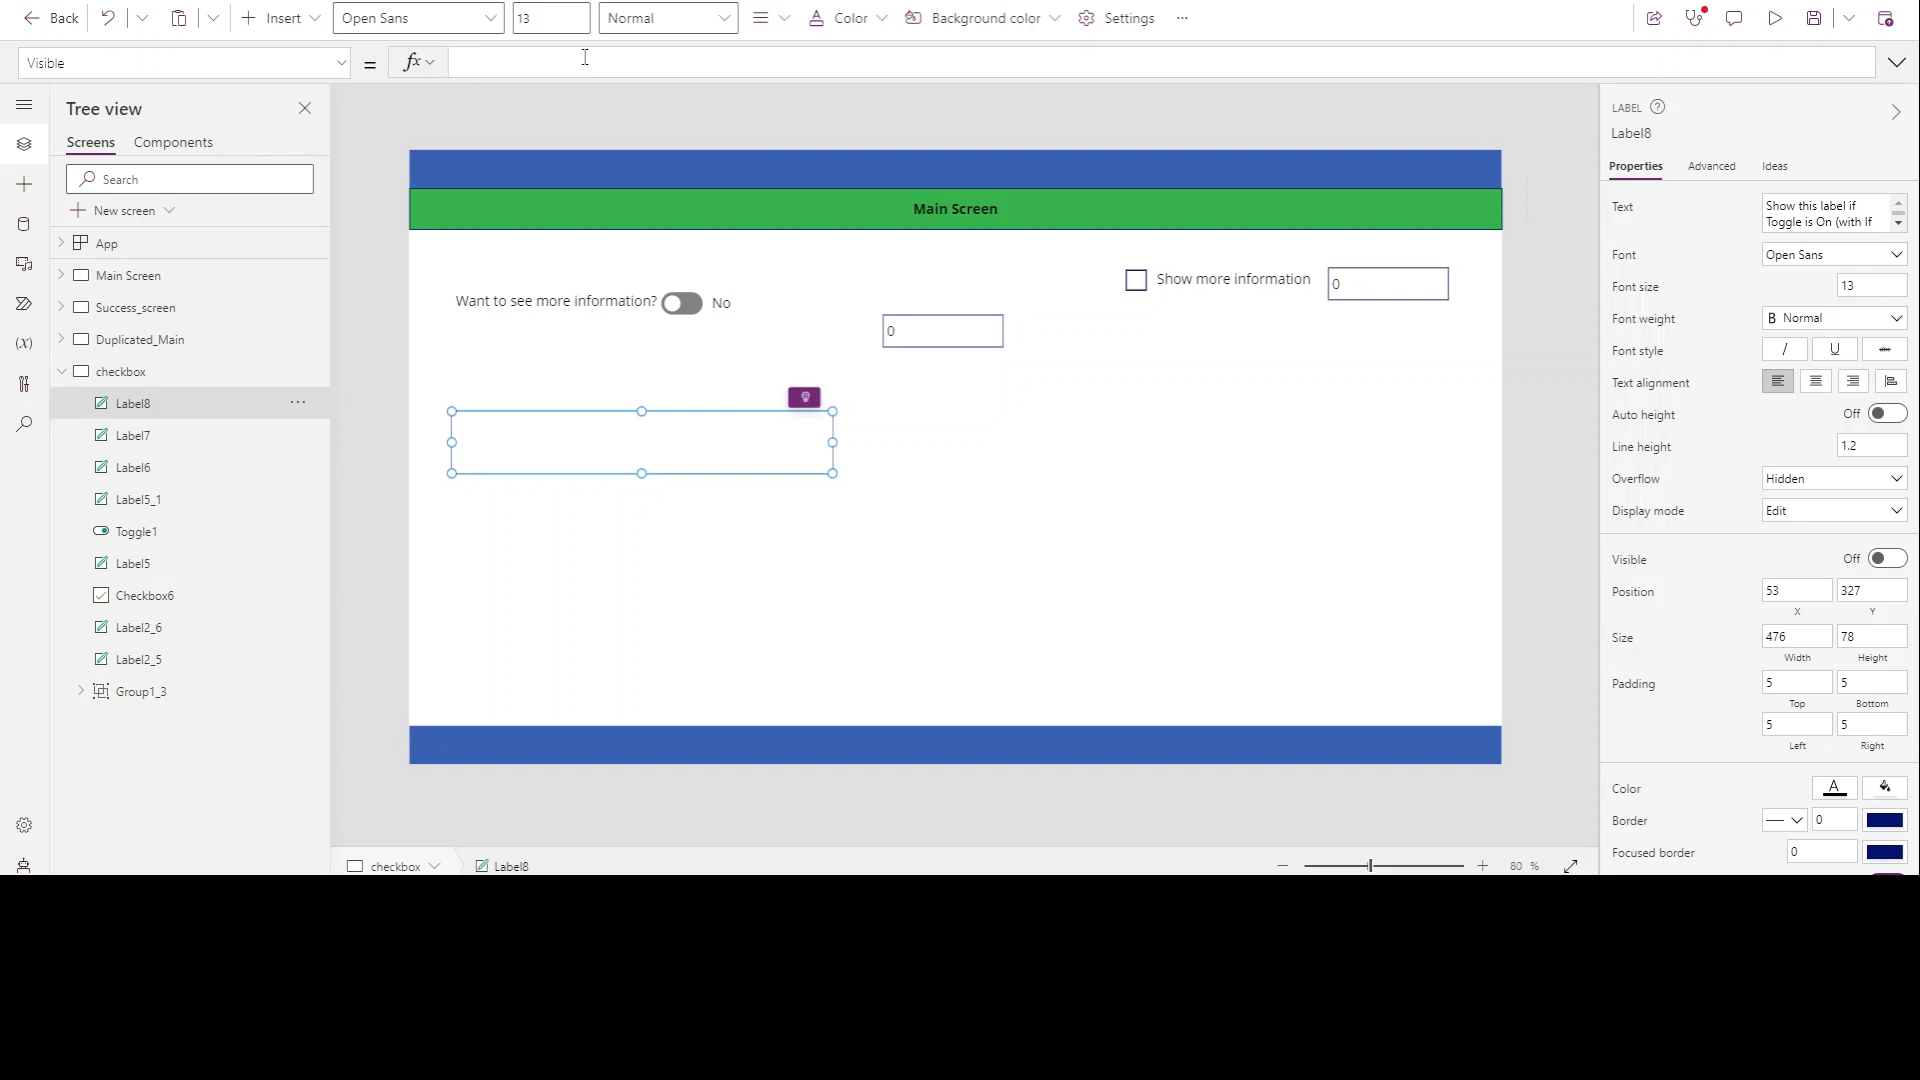 Back
Insert
Open Sans
13
Normal
Color
Background color
Settings
Visible
=
fx
Tree view
Screens
Components
Search
New screen
App
Main Screen
Success_screen
Duplicated_Main
checkbox
Label8
Label7
Label6
Label5_1
Toggle1
Label5
Checkbox6
Label2_6
Label2_5
Group1_3
Main Screen
Want to see more information?
No
0
Show more information
0
checkbox
Label8
80 %
LABEL
Label8
Properties
Advanced
Ideas
Text
Show this label if
Toggle is On (with If
Font
Open Sans
Font size
13
Font weight
B Normal
Font style
/
U
abc
Text alignment
Auto height
Off
Line height
1.2
Overflow
Hidden
Display mode
Edit
Visible
Off
Position
53
327
X
Y
Size
476
78
Width
Height
Padding
5
5
Top
Bottom
5
5
Left
Right
Color
A
Border
0
Focused border
0